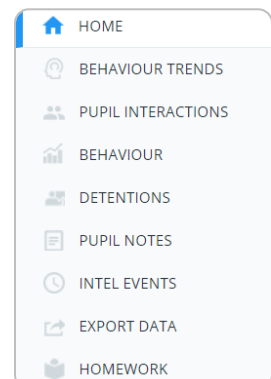 HOME
BEHAVIOUR TRENDS
PUPIL INTERACTIONS
BEHAVIOUR
DETENTIONS
PUPIL NOTES
INTEL EVENTS
EXPORT DATA
HOMEWORK